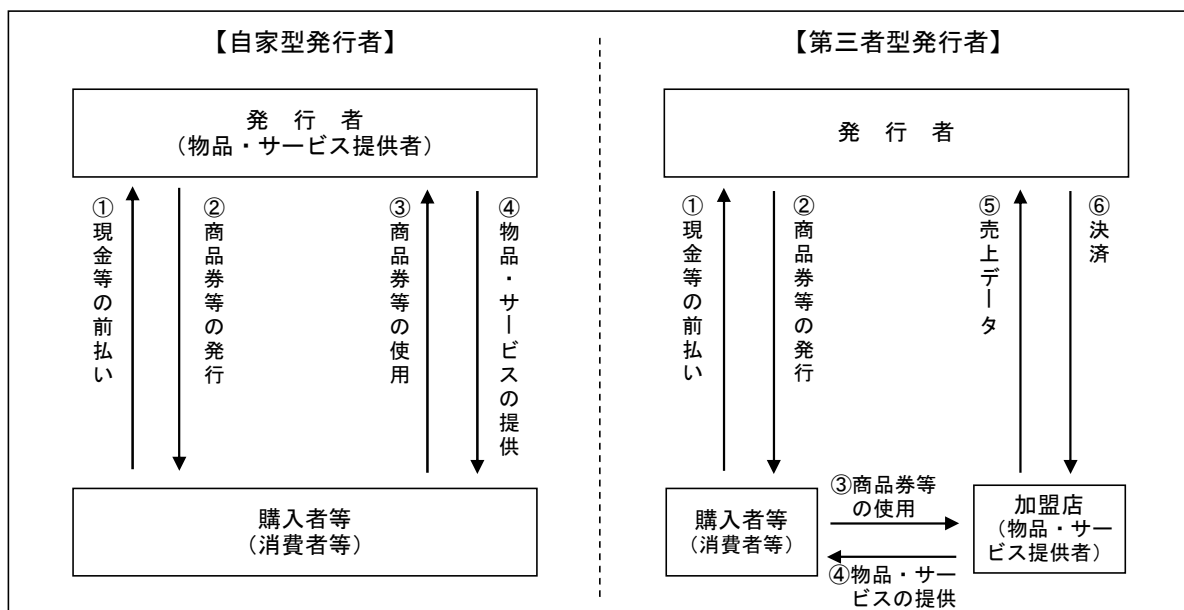 【自家型発行者】
発　行　者
（物品・サービス提供者）
①現金等の前払い
②商品券等の発行
③商品券等の使用
④物品・サービスの提供
購入者等
（消費者等）
【第三者型発行者】
発　行　者
①現金等の前払い
②商品券等の発行
⑤売上データ
⑥決済
購入者等
（消費者等）
③商品券等
の使用
④物品・サー
ビスの提供
加盟店
（物品・サー
ビス提供者）